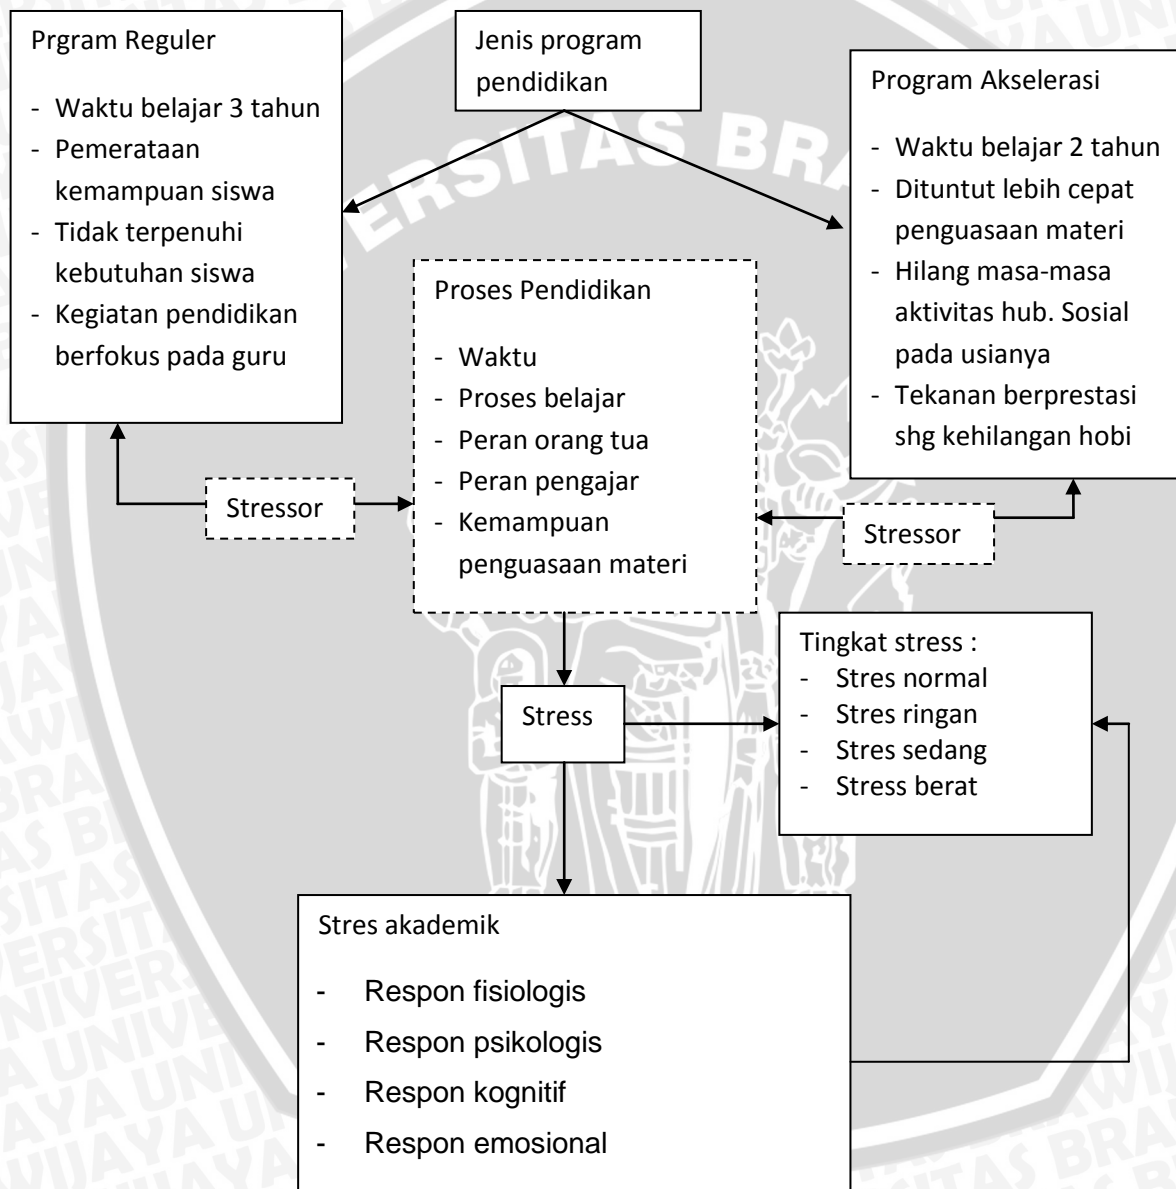 Prgram Reguler
- Waktu belajar 3 tahun
- Pemerataan
kemampuan siswa
- Tidak terpenuhi
kebutuhan siswa
- Kegiatan pendidikan
berfokus pada guru
Jenis program
pendidikan
Program Akselerasi
- Waktu belajar 2 tahun
- Dituntut lebih cepat
penguasaan materi
- Hilang masa-masa
aktivitas hub. Sosial
pada usianya
- Tekanan berprestasi
shg kehilangan hobi
Proses Pendidikan
- Waktu
- Proses belajar
- Peran orang tua
- Peran pengajar
- Kemampuan
penguasaan materi
Stressor
Stressor
Tingkat stress :
- Stres normal
- Stres ringan
- Stres sedang
- Stress berat
Stress
Stres akademik
- Respon fisiologis
- Respon psikologis
- Respon kognitif
- Respon emosional